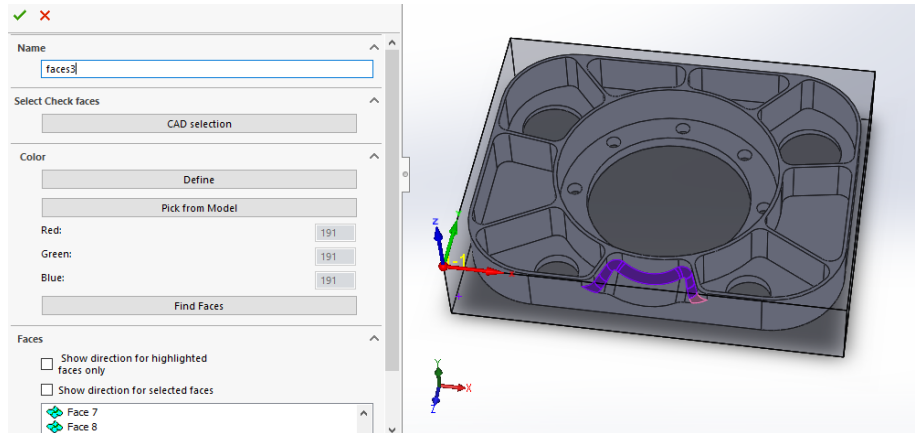 Name
faces3
Select Check faces
CAD selection
Color
Define
Pick from Model
Red:
191
Green:
191
Blue:
191
Find Faces
Faces
Show direction for highlighted
faces only
Show direction for selected faces
Face 7
Face 8
Z
Y
-1
X
Y
X
Z